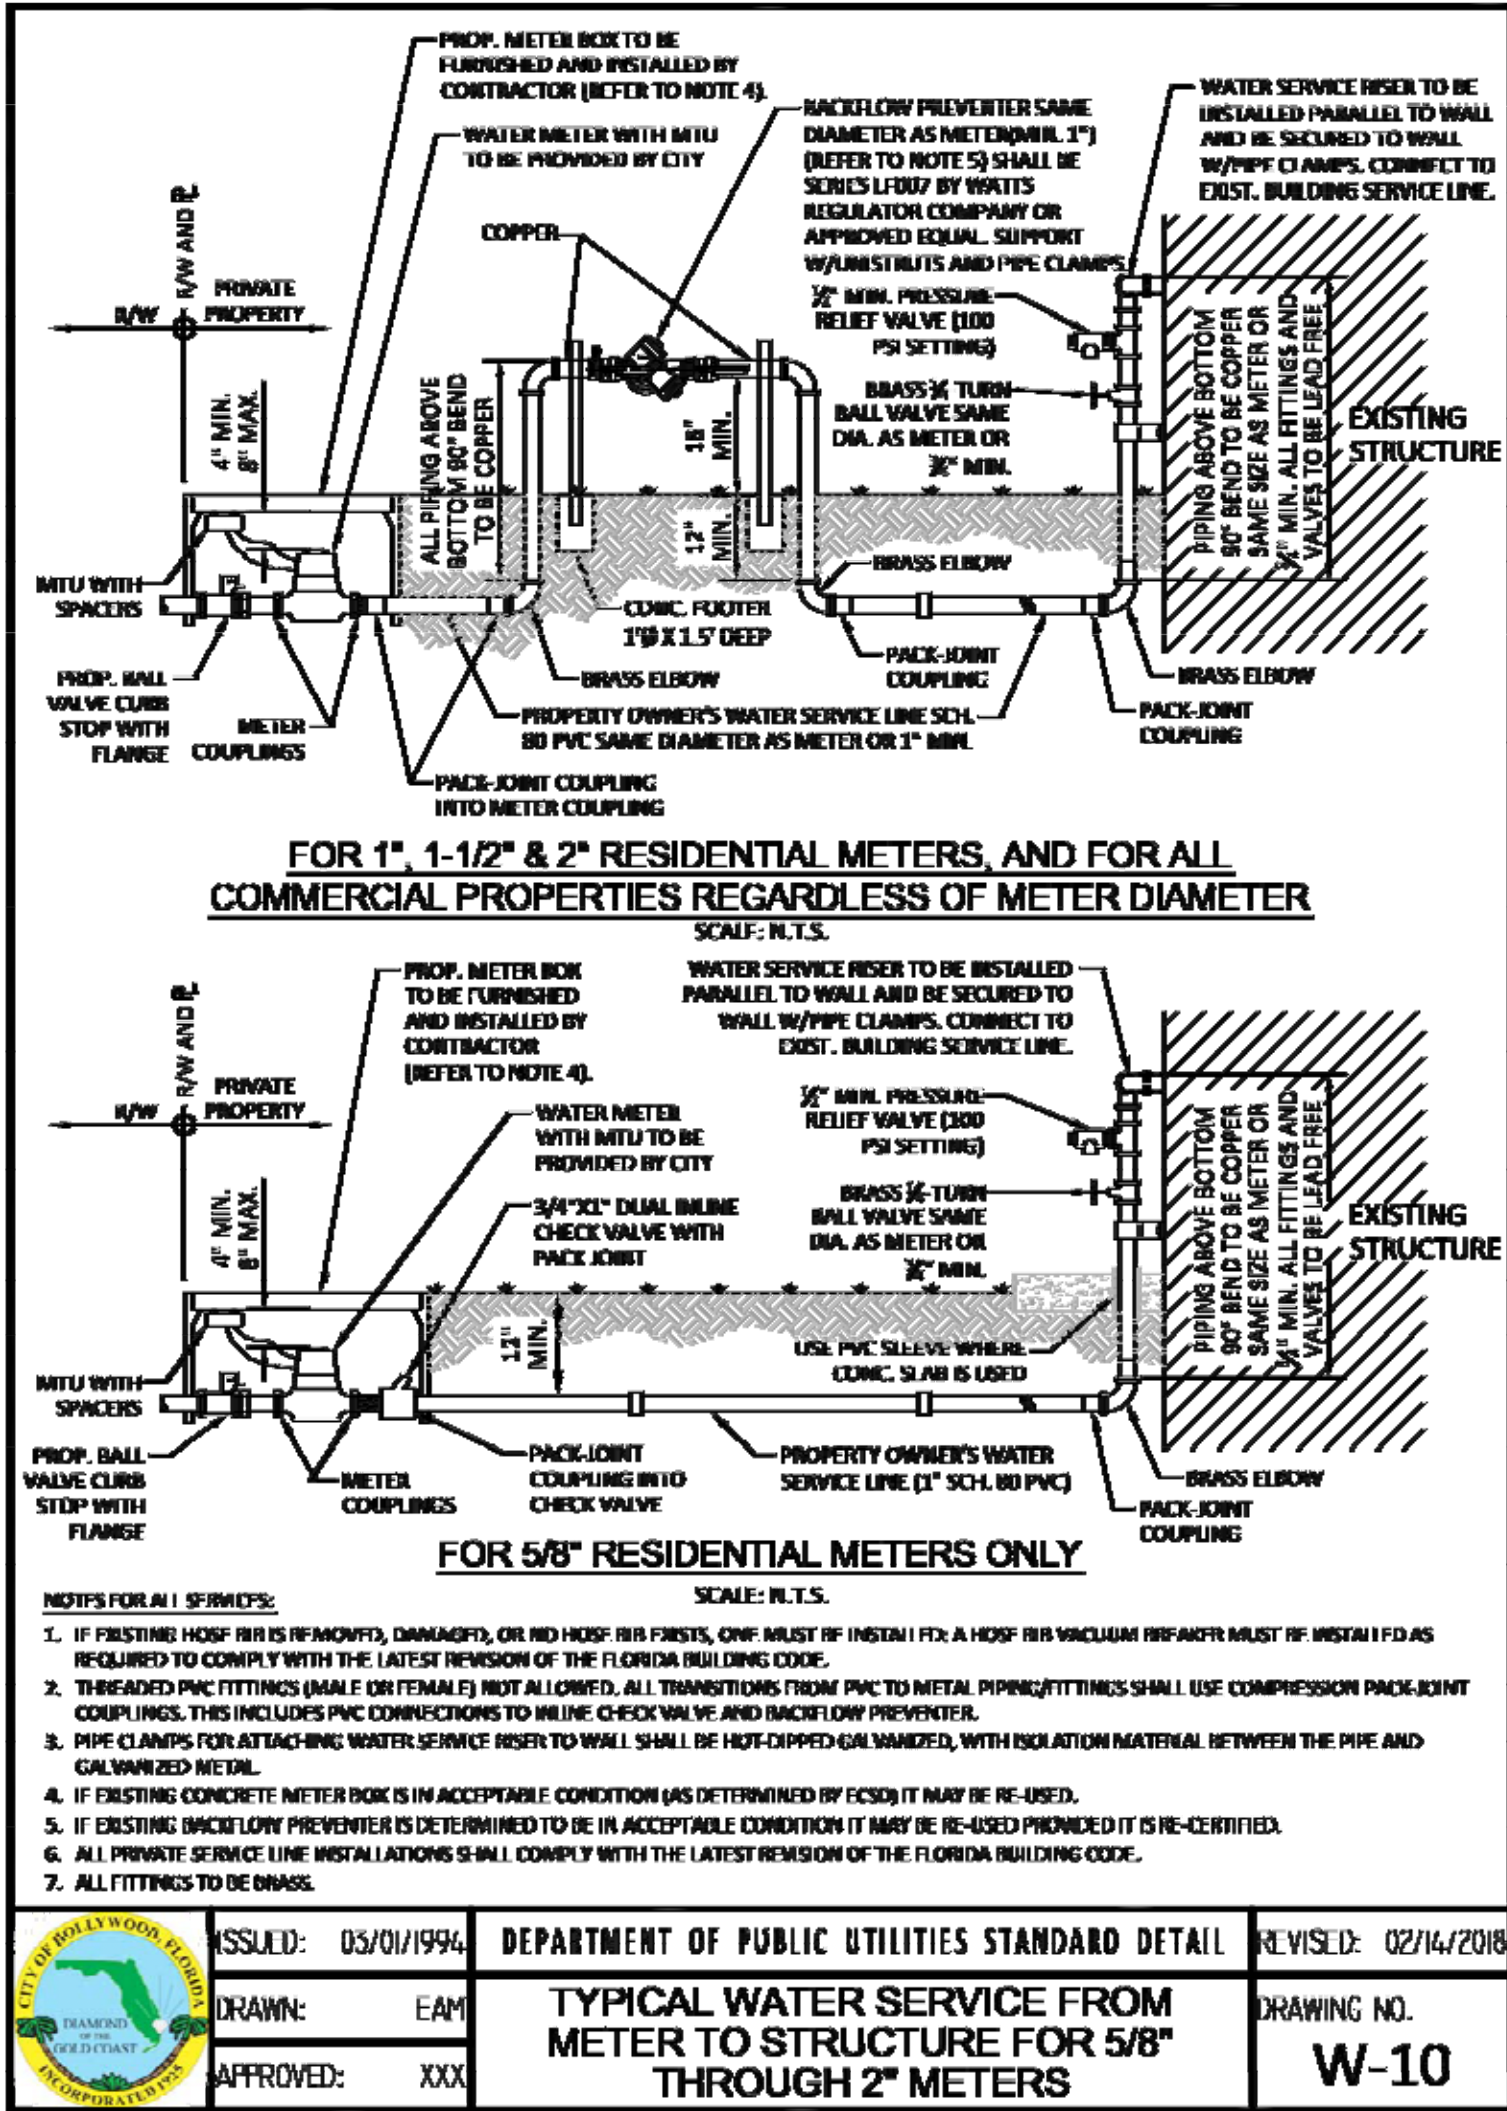 PROP. METER BOX TO BE
FURNISHED AND INSTALLED BY
CONTRACTOR (REFER TO NOTE 4).
WATER METER WITH MTU
TO BE PROVIDED BY CITY
BACKFLOW PREVENTER SAME
DIAMETER AS METER(MIN. 1")
(REFER TO NOTE 5) SHALL BE
SERIES LF007 BY WATTS
REGULATOR COMPANY OR
APPROVED EQUAL. SUPPORT
W/UNISTRUTS AND PIPE CLAMPS
WATER SERVICE RISER TO BE
INSTALLED PARALLEL TO WALL
AND BE SECURED TO WALL
W/PIPE CLAMPS. CONNECT TO
EXIST. BUILDING SERVICE LINE.
COPPER
R/W AND PL
R/W
PRIVATE
PROPERTY
4" MIN.
8" MAX.
ALL PIPING ABOVE
BOTTOM 90° BEND
TO BE COPPER
18"
MIN.
12"
MIN.
½" MIN. PRESSURE
RELIEF VALVE (100
PSI SETTING)
BRASS ¼ TURN
BALL VALVE SAME
DIA. AS METER OR
¾" MIN.
PIPING ABOVE BOTTOM
90° BEND TO BE COPPER
SAME SIZE AS METER OR
¾" MIN. ALL FITTINGS AND
VALVES TO BE LEAD FREE
EXISTING
STRUCTURE
MTU WITH
SPACERS
BRASS ELBOW
CONC. FOOTER
1'Ø X 1.5' DEEP
PACK-JOINT
COUPLING
BRASS ELBOW
BRASS ELBOW
PROP. BALL
VALVE CURB
STOP WITH
FLANGE
METER
COUPLINGS
PROPERTY OWNER'S WATER SERVICE LINE SCH.
80 PVC SAME DIAMETER AS METER OR 1" MIN.
PACK-JOINT
COUPLING
PACK-JOINT COUPLING
INTO METER COUPLING
FOR 1", 1-1/2" & 2" RESIDENTIAL METERS, AND FOR ALL
COMMERCIAL PROPERTIES REGARDLESS OF METER DIAMETER
SCALE: N.T.S.
PROP. METER BOX
TO BE FURNISHED
AND INSTALLED BY
CONTRACTOR
(REFER TO NOTE 4).
WATER SERVICE RISER TO BE INSTALLED
PARALLEL TO WALL AND BE SECURED TO
WALL W/PIPE CLAMPS. CONNECT TO
EXIST. BUILDING SERVICE LINE.
R/W AND PL
R/W
PRIVATE
PROPERTY
WATER METER
WITH MTU TO BE
PROVIDED BY CITY
½" MIN. PRESSURE
RELIEF VALVE (100
PSI SETTING)
3/4"X1" DUAL INLINE
CHECK VALVE WITH
PACK JOINT
BRASS ¼-TURN
BALL VALVE SAME
DIA. AS METER OR
¾" MIN.
4" MIN.
8" MAX.
12"
MIN.
PIPING ABOVE BOTTOM
90° BEND TO BE COPPER
SAME SIZE AS METER OR
¾" MIN. ALL FITTINGS AND
VALVES TO BE LEAD FREE
EXISTING
STRUCTURE
USE PVC SLEEVE WHERE
CONC. SLAB IS USED
MTU WITH
SPACERS
PROP. BALL
VALVE CURB
STOP WITH
FLANGE
METER
COUPLINGS
PACK-JOINT
COUPLING INTO
CHECK VALVE
PROPERTY OWNER'S WATER
SERVICE LINE (1" SCH. 80 PVC)
BRASS ELBOW
PACK-JOINT
COUPLING
FOR 5/8" RESIDENTIAL METERS ONLY
SCALE: N.T.S.
NOTES FOR ALL SERVICES:
1. IF EXISTING HOSE BIB IS REMOVED, DAMAGED, OR NO HOSE BIB EXISTS, ONE MUST BE INSTALLED; A HOSE BIB VACUUM BREAKER MUST BE INSTALLED AS
REQUIRED TO COMPLY WITH THE LATEST REVISION OF THE FLORIDA BUILDING CODE.
2. THREADED PVC FITTINGS (MALE OR FEMALE) NOT ALLOWED. ALL TRANSITIONS FROM PVC TO METAL PIPING/FITTINGS SHALL USE COMPRESSION PACK-JOINT
COUPLINGS. THIS INCLUDES PVC CONNECTIONS TO INLINE CHECK VALVE AND BACKFLOW PREVENTER.
3. PIPE CLAMPS FOR ATTACHING WATER SERVICE RISER TO WALL SHALL BE HOT-DIPPED GALVANIZED, WITH ISOLATION MATERIAL BETWEEN THE PIPE AND
GALVANIZED METAL.
4. IF EXISTING CONCRETE METER BOX IS IN ACCEPTABLE CONDITION (AS DETERMINED BY ECSD) IT MAY BE RE-USED.
5. IF EXISTING BACKFLOW PREVENTER IS DETERMINED TO BE IN ACCEPTABLE CONDITION IT MAY BE RE-USED PROVIDED IT IS RE-CERTIFIED.
6. ALL PRIVATE SERVICE LINE INSTALLATIONS SHALL COMPLY WITH THE LATEST REVISION OF THE FLORIDA BUILDING CODE.
7. ALL FITTINGS TO BE BRASS.
CITY OF HOLLYWOOD, FLORIDA
DIAMOND
OF THE
GOLD COAST
INCORPORATED 1925
ISSUED: 03/01/1994
DRAWN: EAM
APPROVED: XXX
DEPARTMENT OF PUBLIC UTILITIES STANDARD DETAIL
TYPICAL WATER SERVICE FROM
METER TO STRUCTURE FOR 5/8"
THROUGH 2" METERS
REVISED: 02/14/2018
DRAWING NO.
W-10